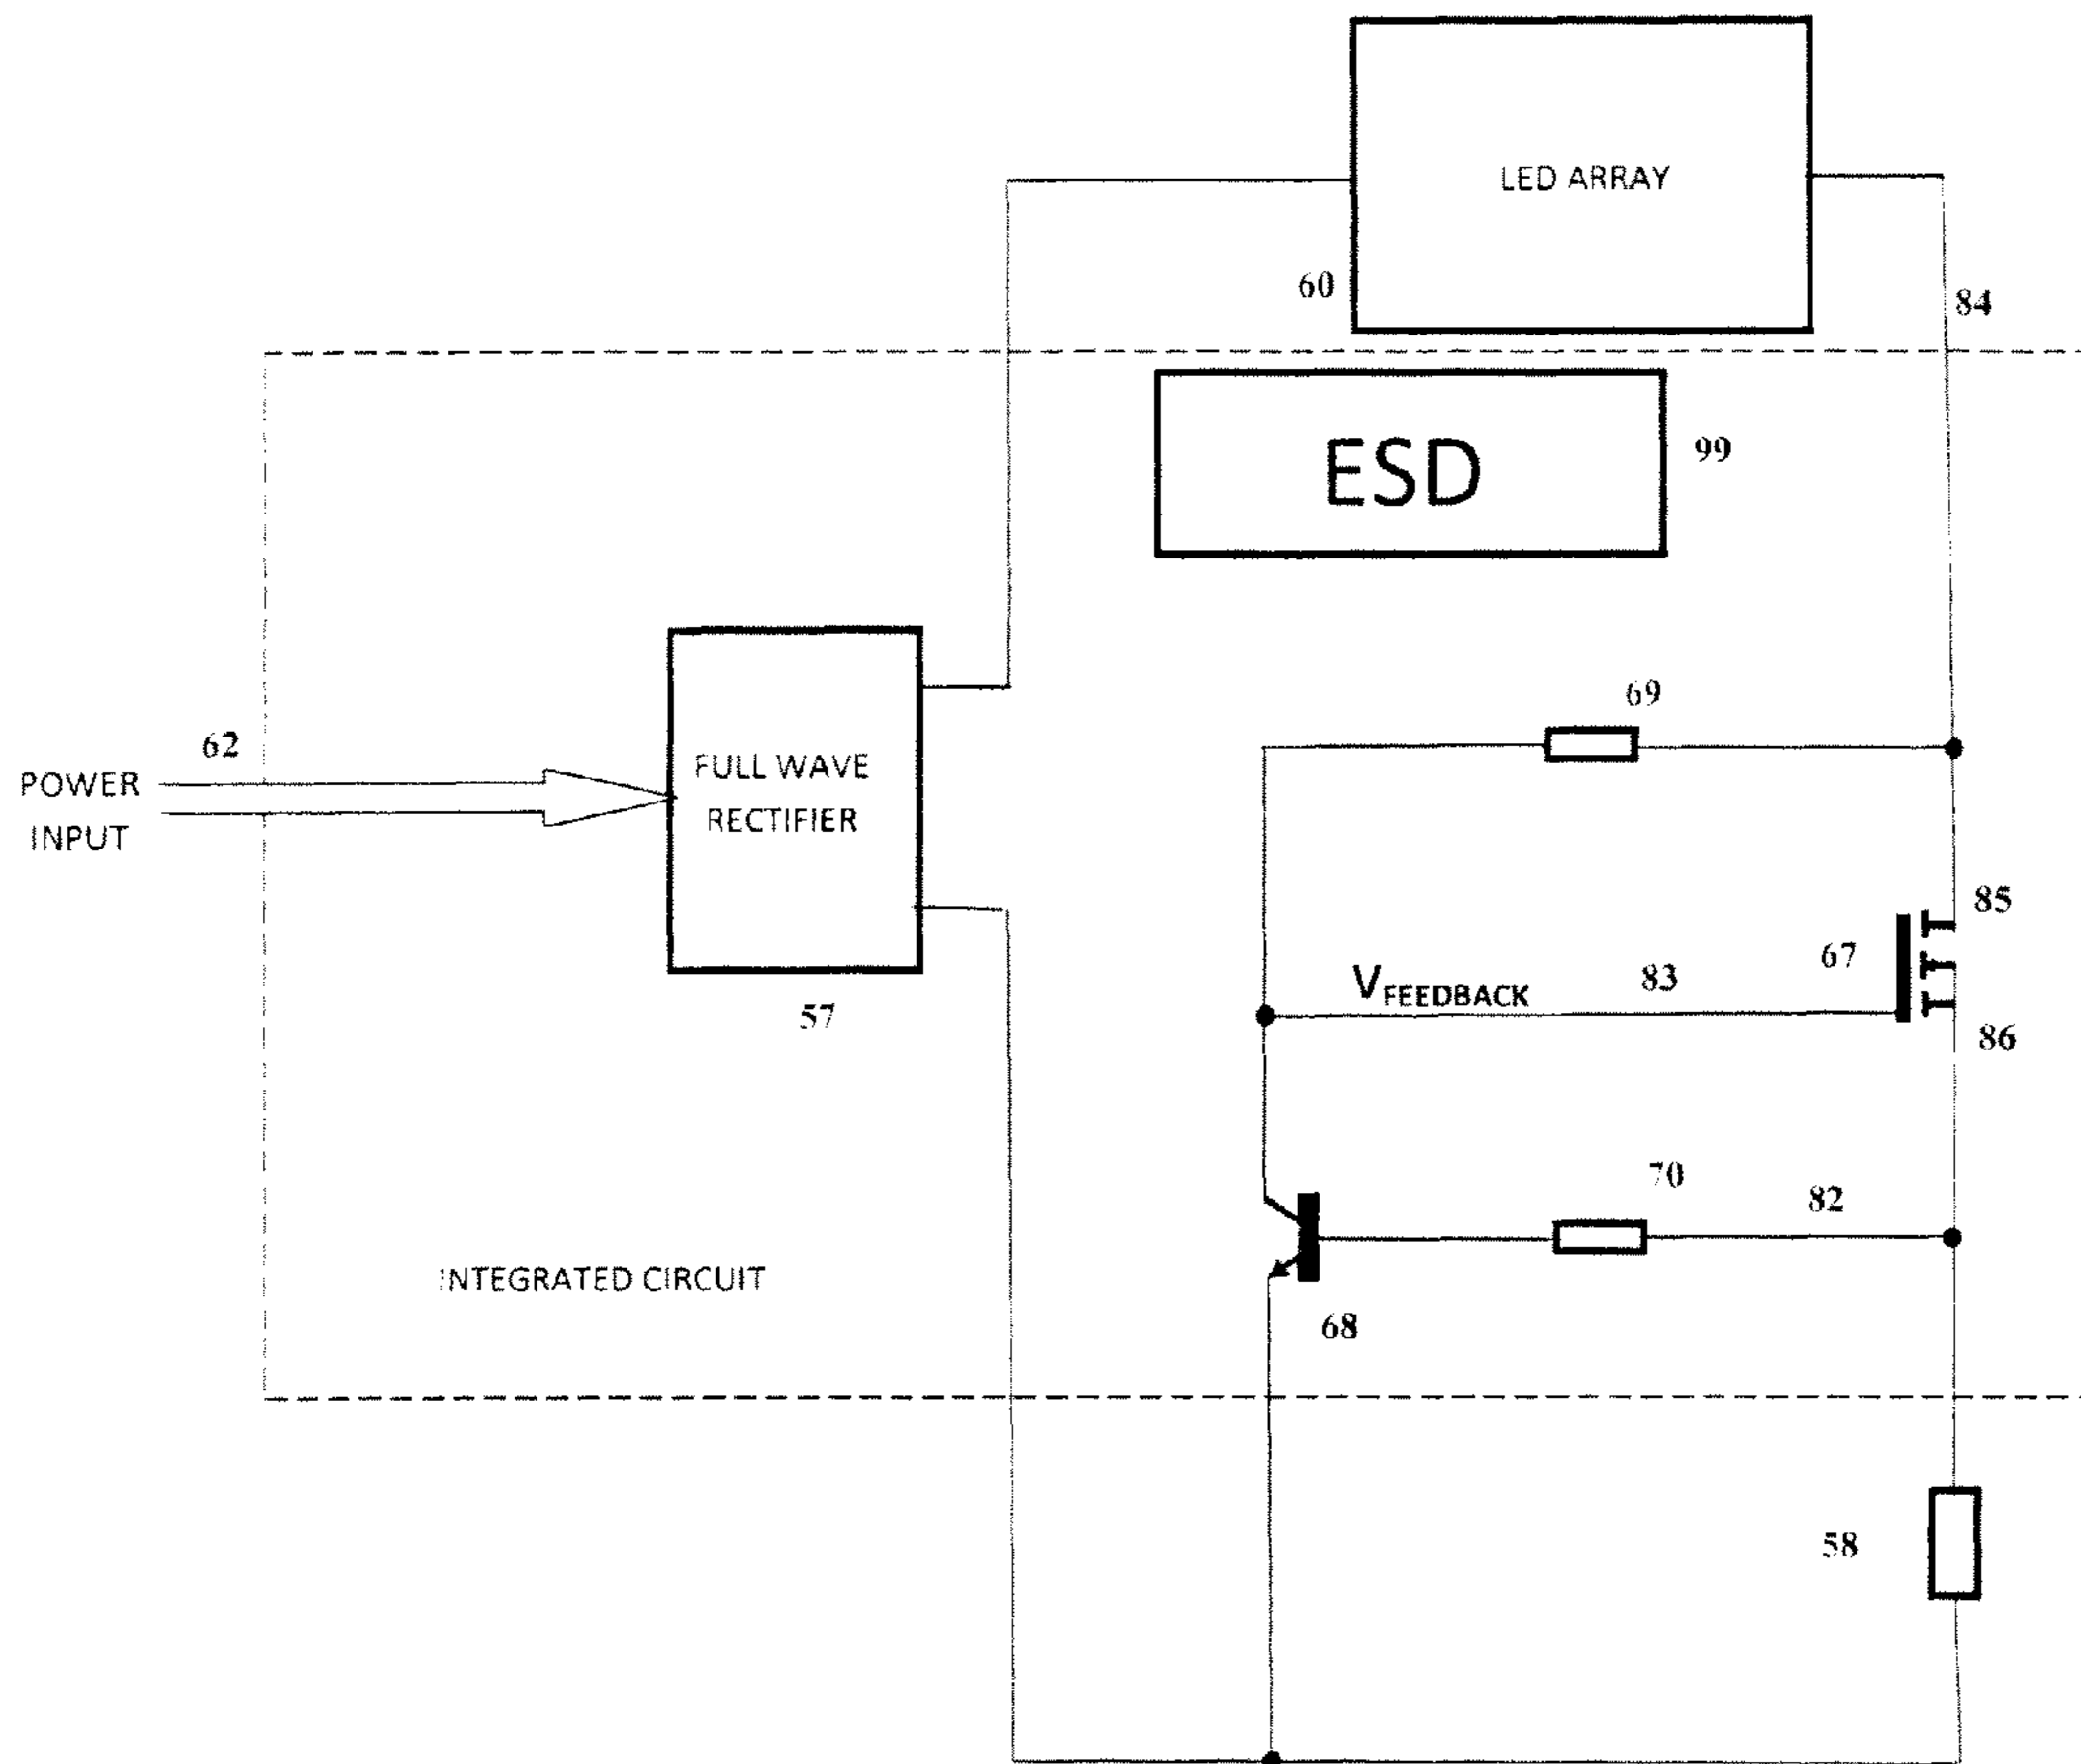 LED ARRAY
60
84
ESD
99
69
62
POWER
INPUT
FULL WAVE
RECTIFIER
85
67
83
VFEEDBACK
57
86
70
82
INTEGRATED CIRCUIT
68
58